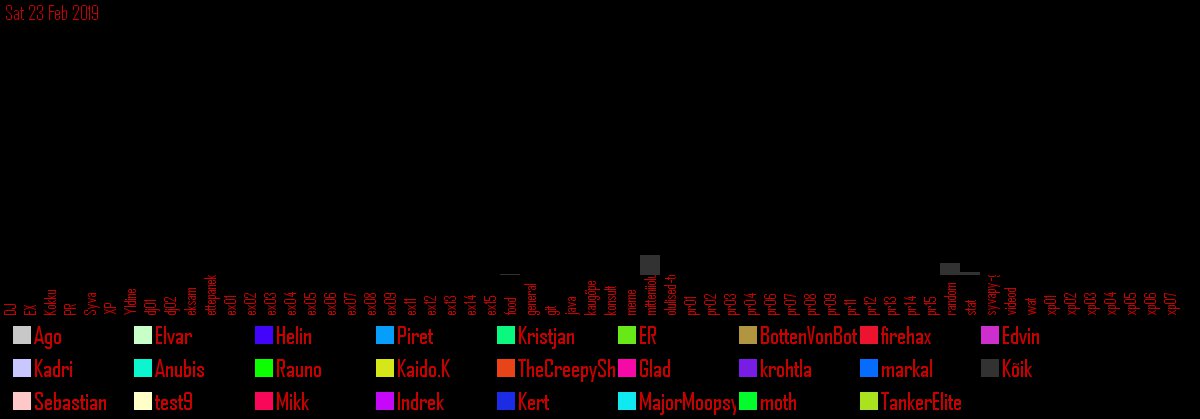 Sat 23 Feb 2019
DJ EX Kokku PR Syva XP Yldine dj01 dj02 eksam ettepanek ex01 ex02 ex03 ex04 ex05 ex06 ex07 ex08 ex09 ex11 ex12 ex13 ex14 ex15 food general git java kaugõpe konsult meme mitteniilolu olulised-h pr01 pr02 pr03 pr04 pr06 pr07 pr08 pr09 pr11 pr12 pr13 pr14 pr15 random stat videod wat xp01 xp02 xp03 xp04 xp05 xp06 xp07
Ago Elvar Helin Piret Kristjan ER BottenVonBot firehax Edvin
Kadri Anubis Rauno Kaido.K TheCreepySh Glad krohtla markal Kõik
Sebastian test9 Mikk Indrek Kert MajorMoopsy moth TankerElite